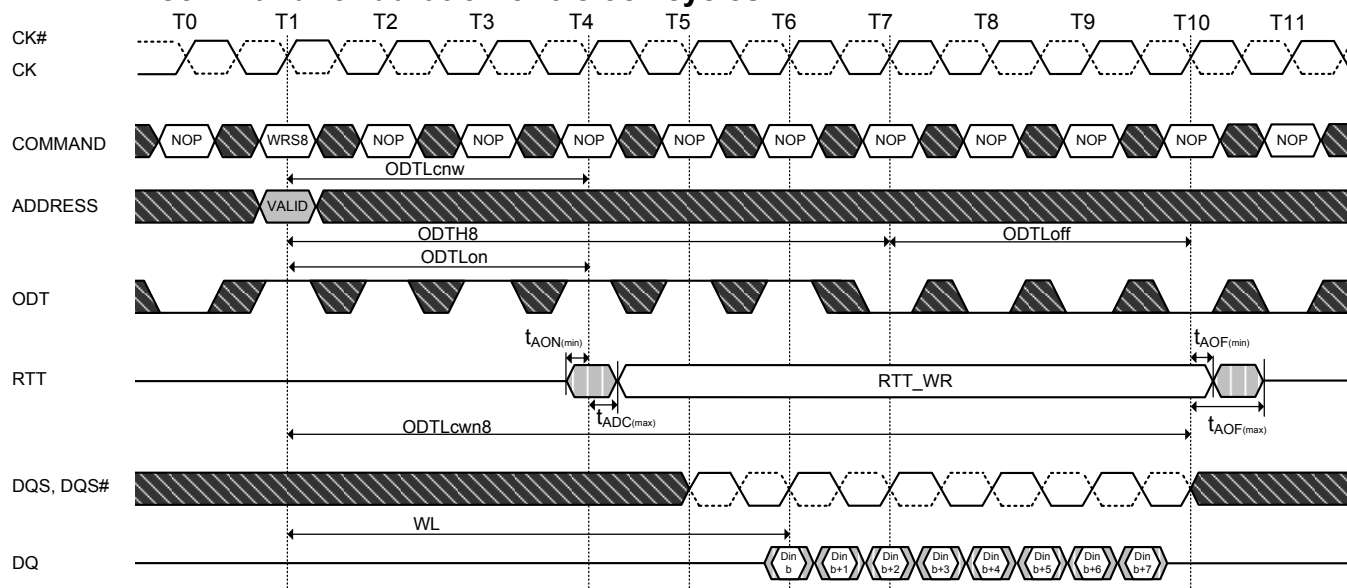 T0 T1 T2 T3 T4 T5 T6 T7 T8 T9 T10 T11
CK#
CK
COMMAND NOP WRS8 NOP NOP NOP NOP NOP NOP NOP NOP NOP NOP
ODTLcnw
ADDRESS VALID
ODTH8 ODTLoff
ODTLon
ODT
tAON(min) tAOF(min)
RTT RTT_WR
tADC(max) tAOF(max)
ODTLcwn8
DQS, DQS#
WL
DQ Din b Din b+1 Din b+2 Din b+3 Din b+4 Din b+5 Din b+6 Din b+7